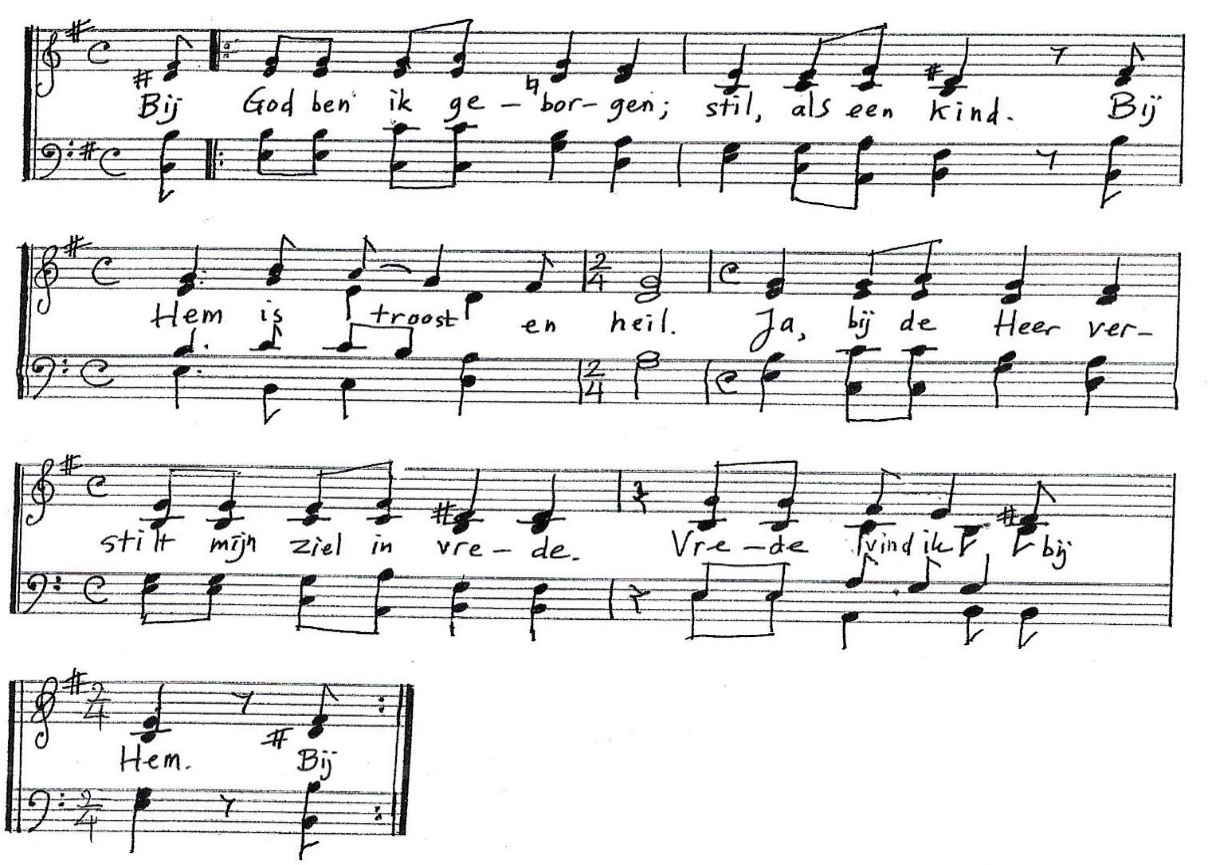 Bij God ben ik ge - bor - gen; stil, als een kind. Bij
Hem is troost en heil. Ja, bij de Heer ver -
stilt mijn ziel in vre - de. Vre - de vind ik bij
Hem. Bij